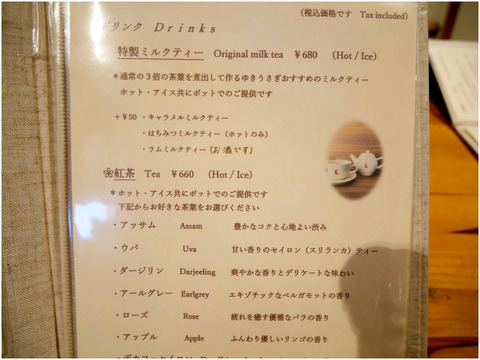 （税込価格です Tax included）
ドリンク Drinks
特製ミルクティー Original milk tea ￥680 （Hot / Ice）
＊通常の３倍の茶葉を煮出して作るゆきうさぎおすすめのミルクティー
ホット・アイス共にポットでのご提供です
＋￥50 ・キャラメルミルクティー
・はちみつミルクティー（ホットのみ）
・ラムミルクティー（お酒です）
❀紅茶 Tea ￥660 （Hot / Ice）
＊ホット・アイス共にポットでのご提供です
下記からお好きな茶葉をお選びください
・アッサム Assam 豊かなコクと心地よい渋み
・ウバ Uva 甘い香りのセイロン（スリランカ）ティー
・ダージリン Darjeeling 爽やかな香りとデリケートな味わい
・アールグレー Earlgrey エキゾチックなベルガモットの香り
・ローズ Rose 疲れを癒す優雅なバラの香り
・アップル Apple ふんわり優しいリンゴの香り